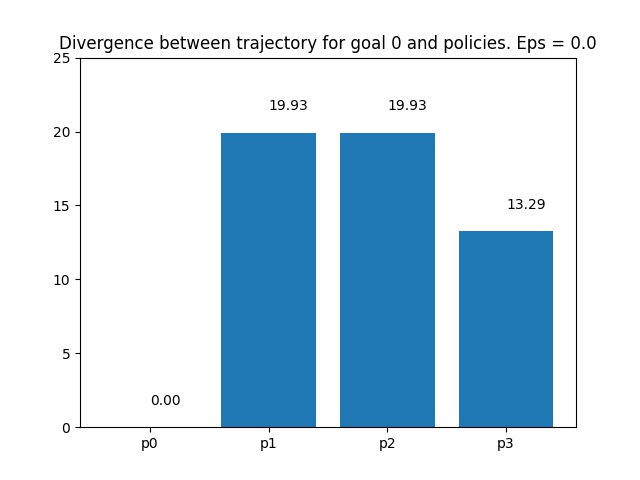 Divergence between trajectory for goal 0 and policies. Eps = 0.0
25
20
15
10
5
0
0.00
19.93
19.93
13.29
p0
p1
p2
p3